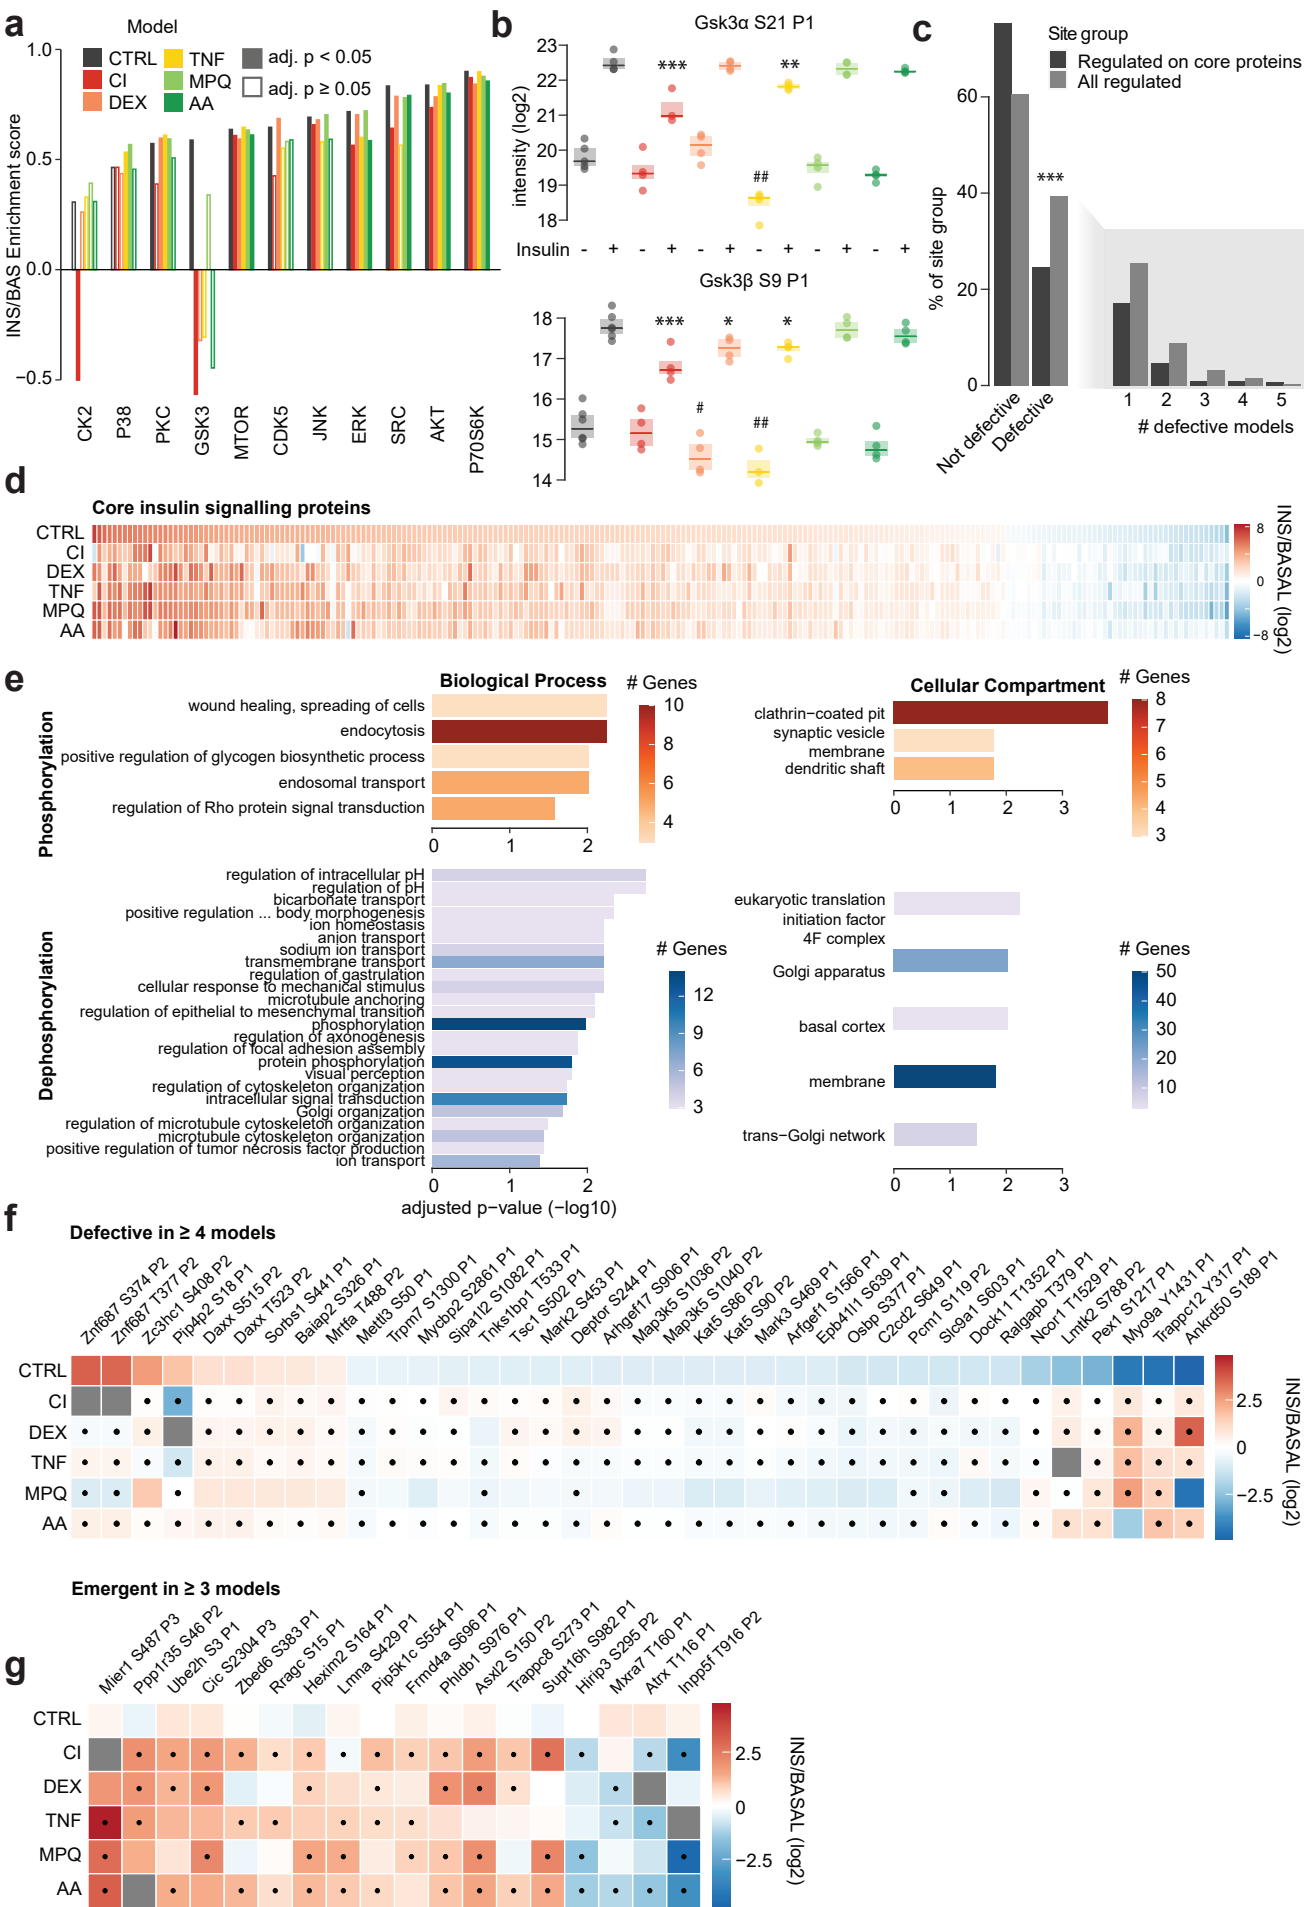 a
Model
CTRL
CI
DEX
TNF
MPQ
AA
adj. p < 0.05
adj. p ≥ 0.05
INS/BAS Enrichment score
1.0
0.5
0.0
−0.5
CK2
P38
PKC
GSK3
MTOR
CDK5
JNK
ERK
SRC
AKT
P70S6K
b
Gsk3α S21 P1
intensity (log2)
23
22
21
20
19
18
***
##
**
Insulin - + - + - + - + - + - +
Gsk3β S9 P1
18
17
16
15
14
***
#
*
##
*
c
Site group
Regulated on core proteins
All regulated
% of site group
60
40
20
0
***
Not defective
Defective
1 2 3 4 5
# defective models
d
Core insulin signalling proteins
CTRL
CI
DEX
TNF
MPQ
AA
8
0
−8
INS/BASAL (log2)
e
Phosphorylation
Biological Process
wound healing, spreading of cells
endocytosis
positive regulation of glycogen biosynthetic process
endosomal transport
regulation of Rho protein signal transduction
0 1 2
# Genes
10
8
6
4
Cellular Compartment
clathrin−coated pit
synaptic vesicle
membrane
dendritic shaft
0 1 2 3
# Genes
8
7
6
5
4
3
Dephosphorylation
regulation of intracellular pH
regulation of pH
bicarbonate transport
positive regulation ... body morphogenesis
ion homeostasis
anion transport
sodium ion transport
transmembrane transport
regulation of gastrulation
cellular response to mechanical stimulus
microtubule anchoring
regulation of epithelial to mesenchymal transition
phosphorylation
regulation of axonogenesis
regulation of focal adhesion assembly
protein phosphorylation
visual perception
regulation of cytoskeleton organization
intracellular signal transduction
Golgi organization
regulation of microtubule cytoskeleton organization
microtubule cytoskeleton organization
positive regulation of tumor necrosis factor production
ion transport
0 1 2
adjusted p−value (−log10)
# Genes
12
9
6
3
eukaryotic translation
initiation factor
4F complex
Golgi apparatus
basal cortex
membrane
trans−Golgi network
0 1 2 3
# Genes
50
40
30
20
10
f
Defective in ≥ 4 models
Znf687 S374 P2
Znf687 T377 P2
Zc3hc1 S408 P2
Pip4p2 S18 P1
Daxx S515 P2
Daxx T523 P2
Sorbs1 S441 P1
Baiap2 S326 P1
Mrtfa T488 P2
Mettl3 S50 P1
Trpm7 S1300 P1
Mycbp2 S2861 P1
Sipa1l2 S1082 P1
Tnks1bp1 T533 P1
Tsc1 S502 P1
Mark2 S453 P1
Deptor S244 P1
Arhgef17 S906 P1
Map3k5 S1036 P2
Map3k5 S1040 P2
Kat5 S86 P2
Kat5 S90 P2
Mark3 S469 P1
Arfgef1 S1566 P1
Epb41l1 S639 P1
Osbp S377 P1
C2cd2 S649 P1
Pcm1 S119 P2
Slc9a1 S603 P1
Dock11 T1352 P1
Ralgapb T379 P1
Ncor1 T1529 P1
Lmtk2 S788 P2
Pex1 S1217 P1
Myo9a Y1431 P1
Trappc12 Y317 P1
Ankrd50 S189 P1
CTRL
CI
DEX
TNF
MPQ
AA
2.5
0
−2.5
INS/BASAL (log2)
Emergent in ≥ 3 models
g
Mier1 S487 P3
Ppp1r35 S46 P2
Ube2h S3 P1
Cic S2304 P3
Zbed6 S383 P1
Rragc S15 P1
Hexim2 S164 P1
Lmna S429 P1
Pip5k1c S554 P1
Frmd4a S696 P1
Phldb1 S976 P1
Asxl2 S150 P2
Trappc8 S273 P1
Supt16h S982 P1
Hirip3 S295 P2
Mxra7 T160 P1
Atrx T116 P1
Inpp5f T916 P2
CTRL
CI
DEX
TNF
MPQ
AA
2.5
0
−2.5
INS/BASAL (log2)